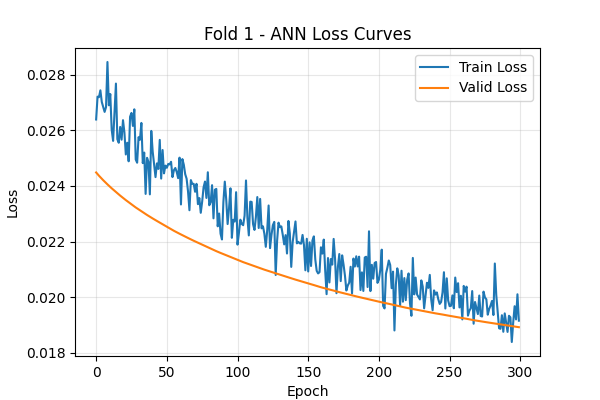 Fold 1 - ANN Loss Curves
Train Loss
Valid Loss
Loss
0.028
0.026
0.024
0.022
0.020
0.018
0 50 100 150 200 250 300
Epoch